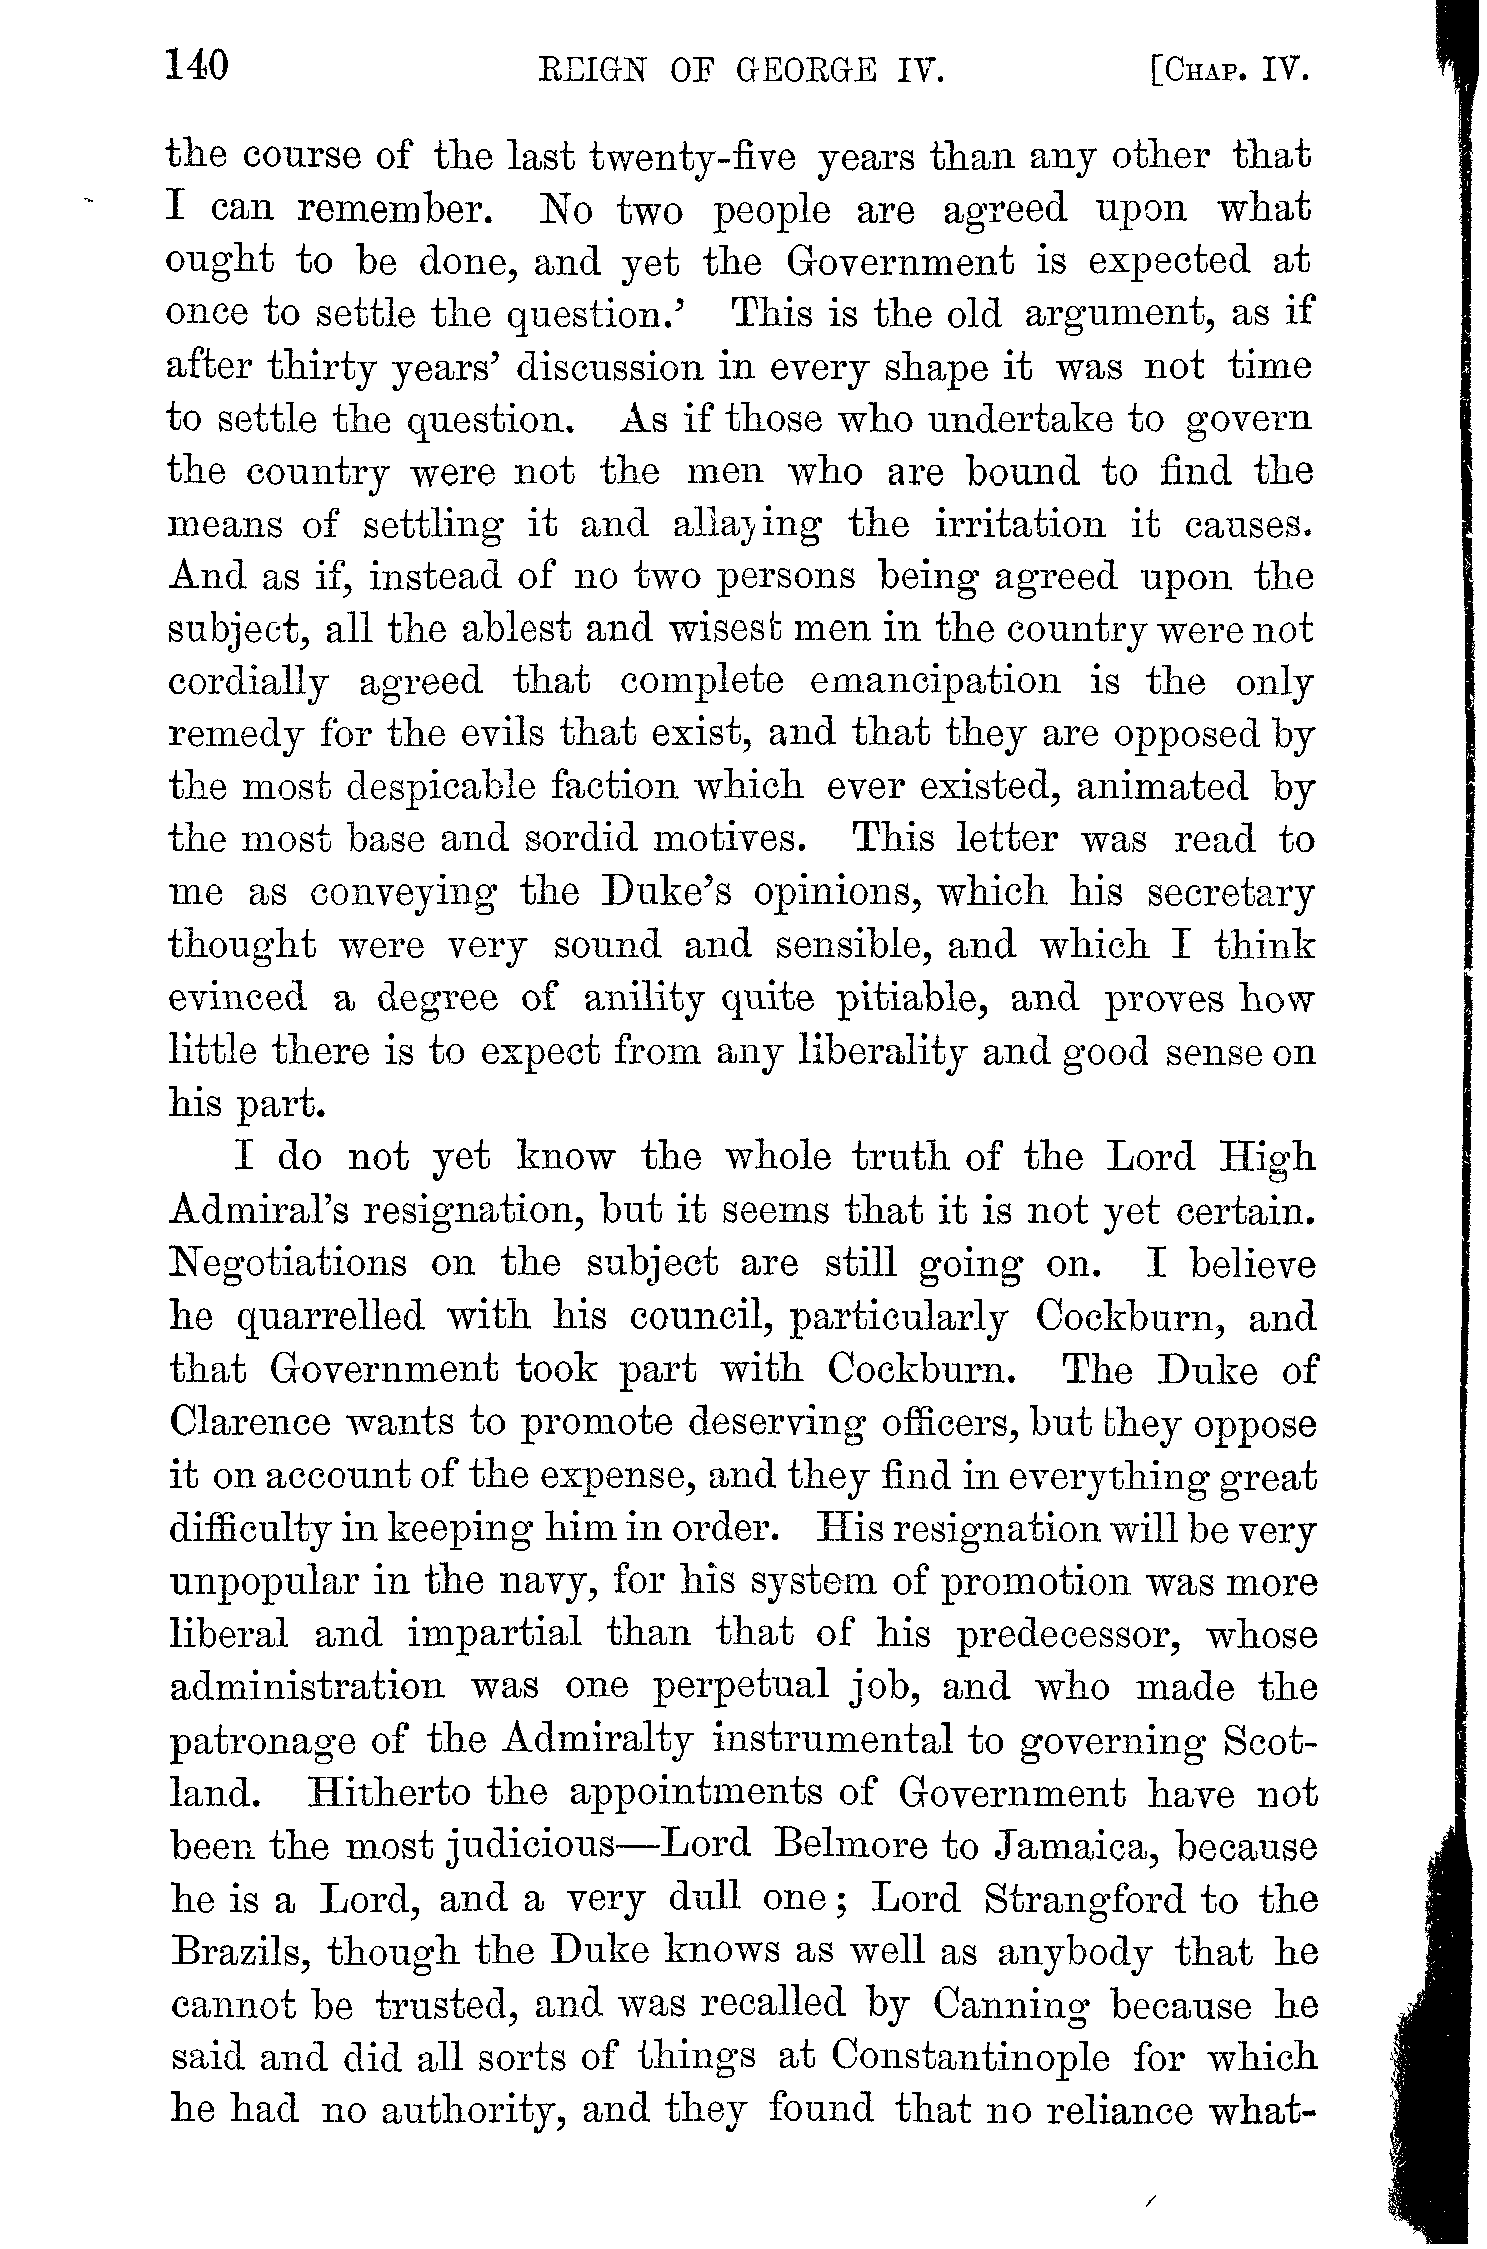 140 REIGN OF GEORGE IV. [CHAP. IV.
the course of the last twenty-five years than any other that
I can remember. No two people are agreed upon what
ought to be done, and yet the Government is expected at
once to settle the question.’ This is the old argument, as if
after thirty years’ discussion in every shape it was not time
to settle the question. As if those who undertake to govern
the country were not the men who are bound to find the
means of settling it and allaying the irritation it causes.
And as if, instead of no two persons being agreed upon the
subject, all the ablest and wisest men in the country were not
cordially agreed that complete emancipation is the only
remedy for the evils that exist, and that they are opposed by
the most despicable faction which ever existed, animated by
the most base and sordid motives. This letter was read to
me as conveying the Duke’s opinions, which his secretary
thought were very sound and sensible, and which I think
evinced a degree of anility quite pitiable, and proves how
little there is to expect from any liberality and good sense on
his part.
I do not yet know the whole truth of the Lord High
Admiral’s resignation, but it seems that it is not yet certain.
Negotiations on the subject are still going on. I believe
he quarrelled with his council, particularly Cockburn, and
that Government took part with Cockburn. The Duke of
Clarence wants to promote deserving officers, but they oppose
it on account of the expense, and they find in everything great
difficulty in keeping him in order. His resignation will be very
unpopular in the navy, for his system of promotion was more
liberal and impartial than that of his predecessor, whose
administration was one perpetual job, and who made the
patronage of the Admiralty instrumental to governing Scot-
land. Hitherto the appointments of Government have not
been the most judicious—Lord Belmore to Jamaica, because
he is a Lord, and a very dull one; Lord Strangford to the
Brazils, though the Duke knows as well as anybody that he
cannot be trusted, and was recalled by Canning because he
said and did all sorts of things at Constantinople for which
he had no authority, and they found that no reliance what-